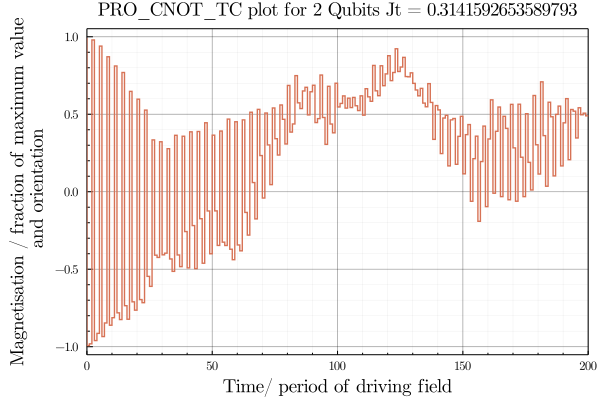 PRO_CNOT_TC plot for 2 Qubits Jt = 0.3141592653589793
Magnetisation / fraction of maximum value
and orientation
1.0
0.5
0.0
−0.5
−1.0
0 50 100 150 200
Time/ period of driving field